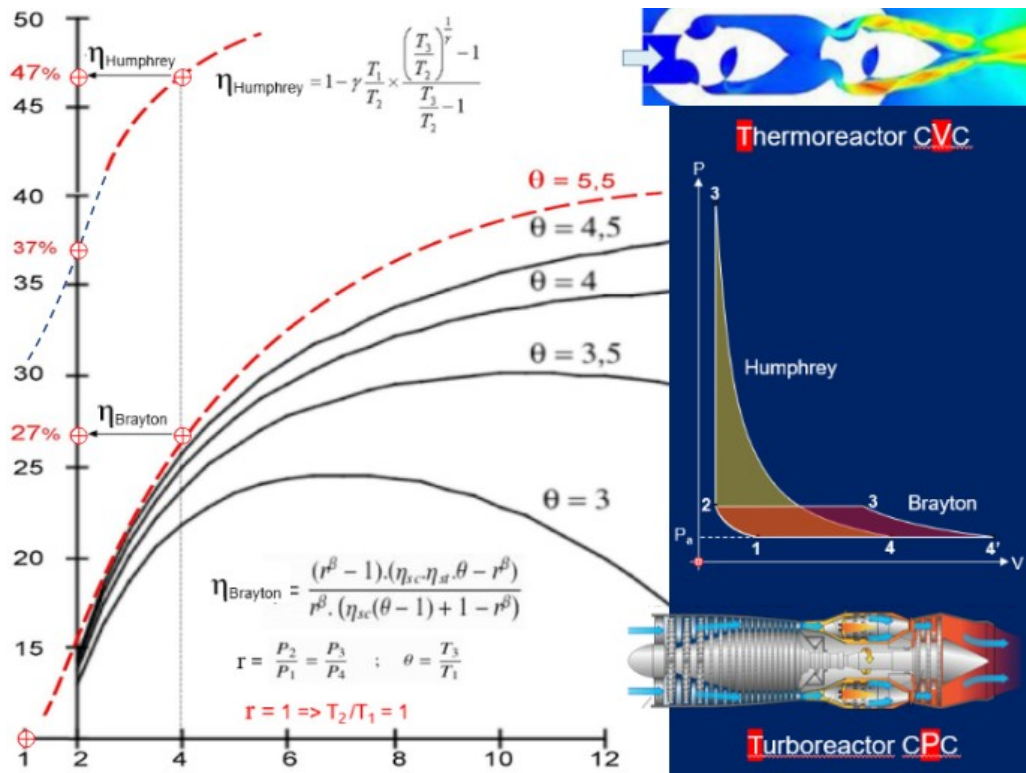 50
47%
45
40
37%
35
30
27%
25
20
15
1 2 4 6 8 10 12
ηHumphrey
ηHumphrey = 1 − γ T1/T2 × ((T3/T2)^(1/γ) − 1)/(T3/T2 − 1)
θ = 5,5
θ = 4,5
θ = 4
θ = 3,5
ηBrayton
θ = 3
ηBrayton = (r^β − 1).(ηsc.ηst.θ − r^β) / r^β.(ηsc(θ − 1) + 1 − r^β)
r = P2/P1 = P3/P4 ; θ = T3/T1
r = 1 => T2/T1 = 1
Thermoreactor CVC
P
3
Humphrey
2 3 Brayton
Pa
1 4 4' V
Turboreactor CPC